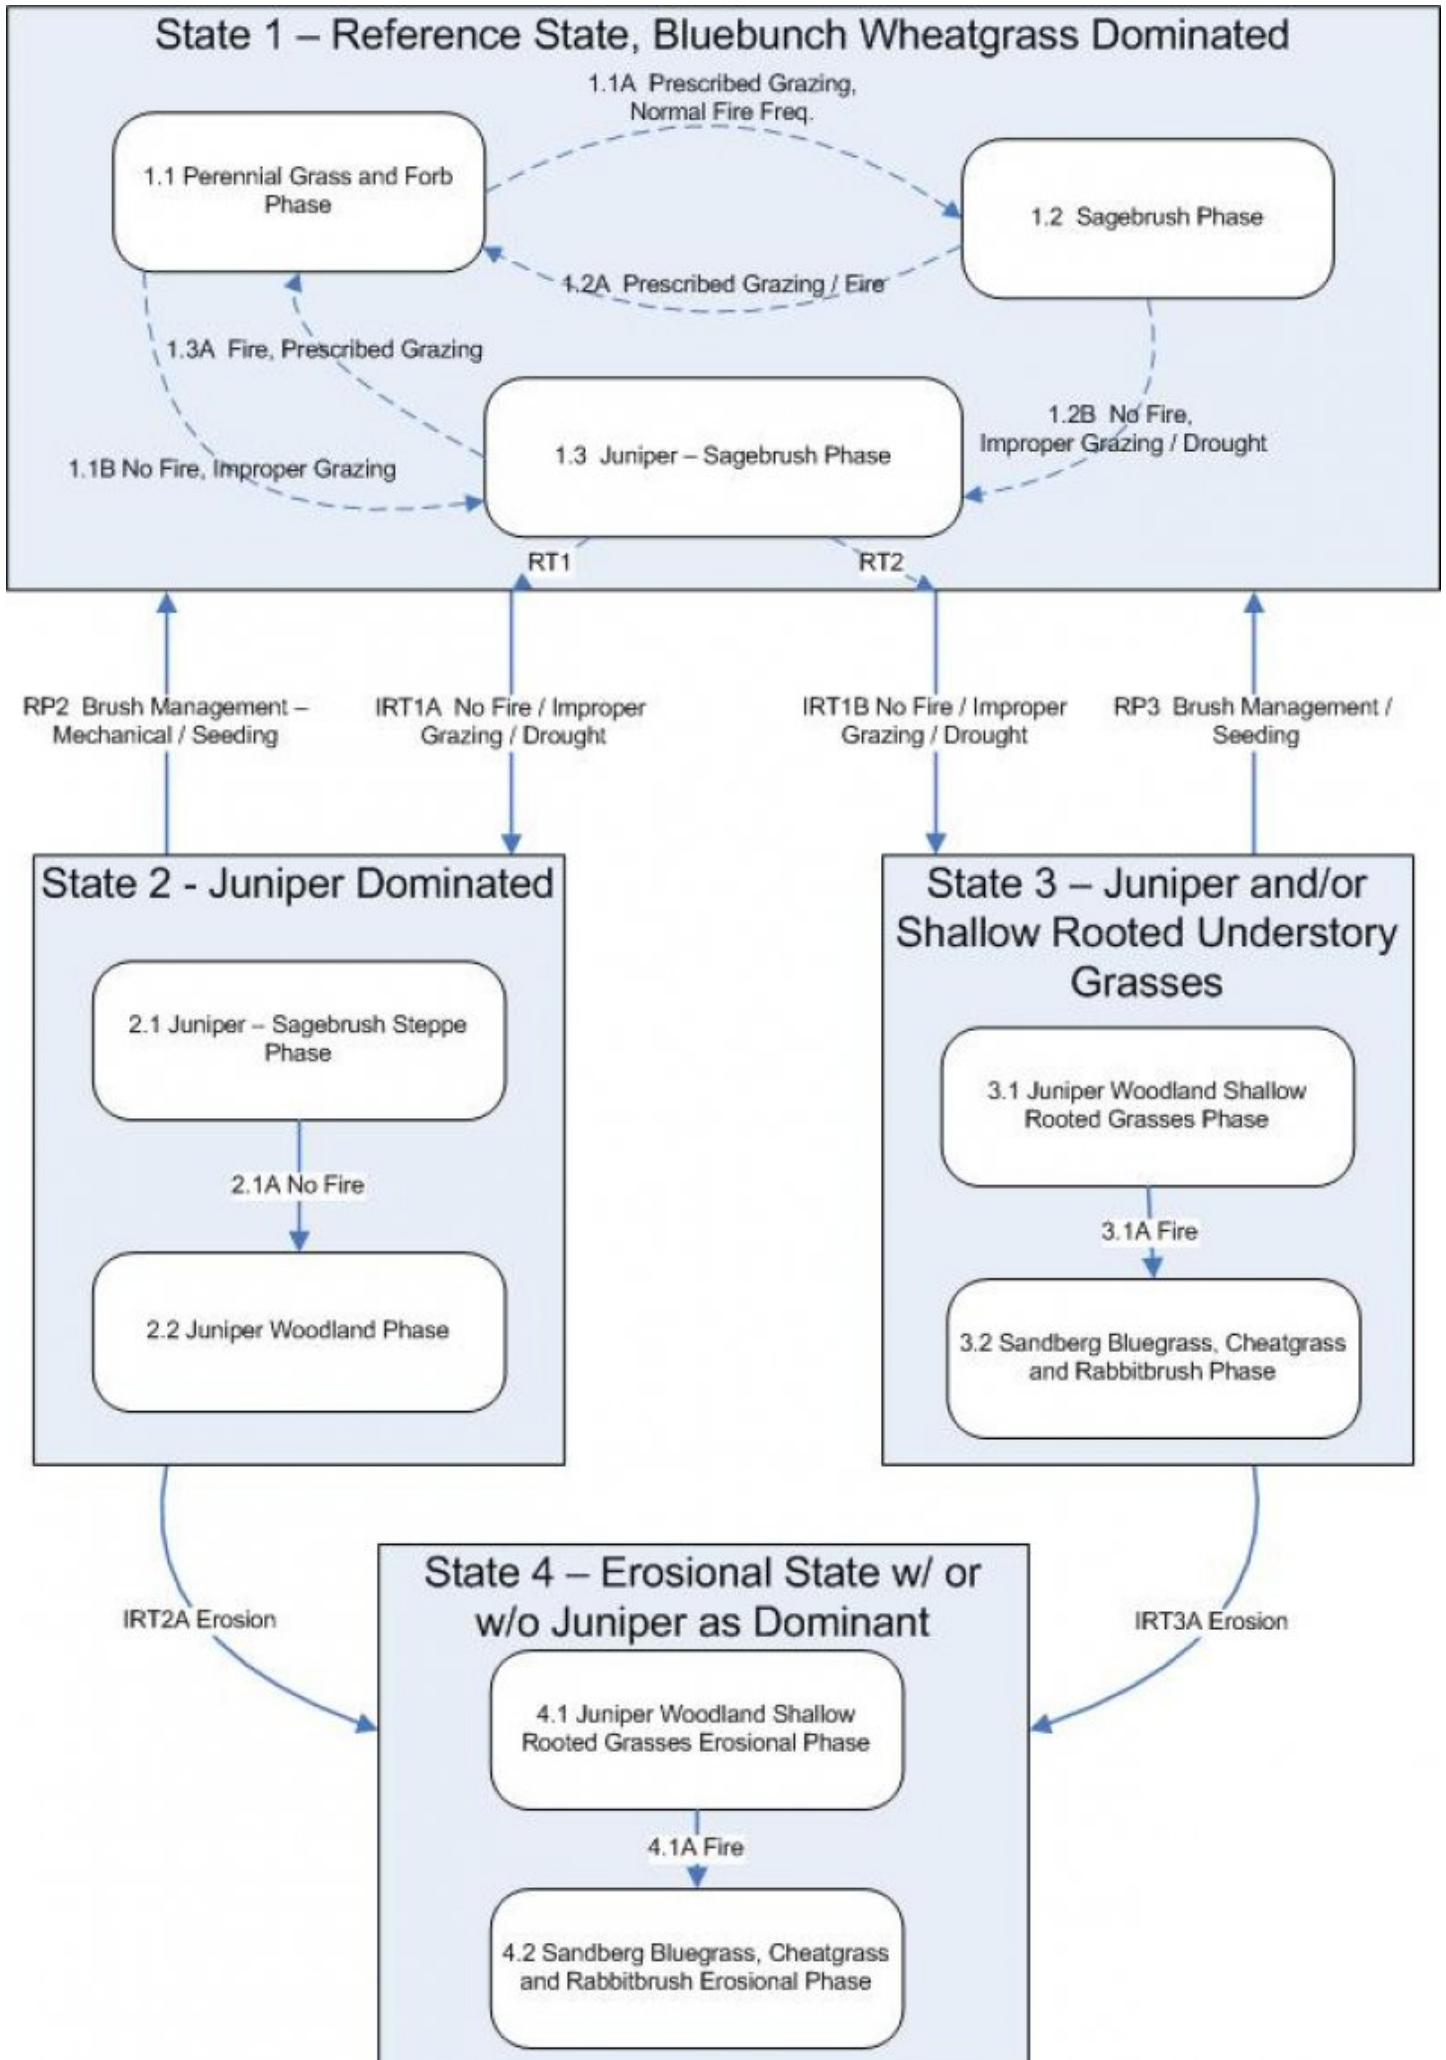 State 1 – Reference State, Bluebunch Wheatgrass Dominated
1.1A Prescribed Grazing,
Normal Fire Freq.
1.1 Perennial Grass and Forb
Phase
1.2 Sagebrush Phase
1.2A Prescribed Grazing / Fire
1.3A Fire, Prescribed Grazing
1.2B No Fire,
Improper Grazing / Drought
1.3 Juniper – Sagebrush Phase
1.1B No Fire, Improper Grazing
RT1
RT2
RP2 Brush Management –
Mechanical / Seeding
IRT1A No Fire / Improper
Grazing / Drought
IRT1B No Fire / Improper
Grazing / Drought
RP3 Brush Management /
Seeding
State 2 - Juniper Dominated
2.1 Juniper – Sagebrush Steppe
Phase
2.1A No Fire
2.2 Juniper Woodland Phase
State 3 – Juniper and/or
Shallow Rooted Understory
Grasses
3.1 Juniper Woodland Shallow
Rooted Grasses Phase
3.1A Fire
3.2 Sandberg Bluegrass, Cheatgrass
and Rabbitbrush Phase
IRT2A Erosion
IRT3A Erosion
State 4 – Erosional State w/ or
w/o Juniper as Dominant
4.1 Juniper Woodland Shallow
Rooted Grasses Erosional Phase
4.1A Fire
4.2 Sandberg Bluegrass, Cheatgrass
and Rabbitbrush Erosional Phase